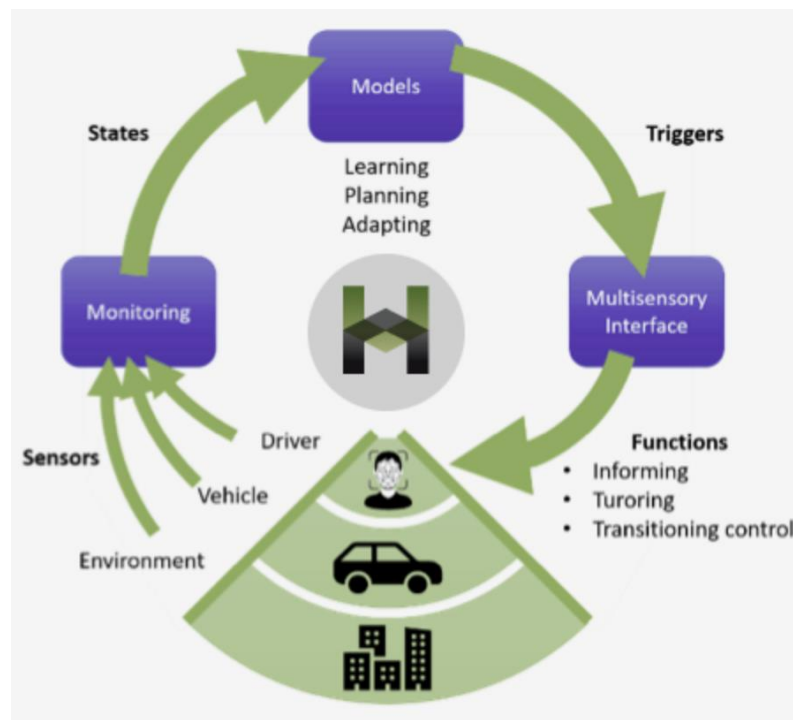 Models
States
Triggers
Learning
Planning
Adapting
Monitoring
Multisensory
Interface
Sensors
Driver
Vehicle
Environment
Functions
• Informing
• Turoring
• Transitioning control